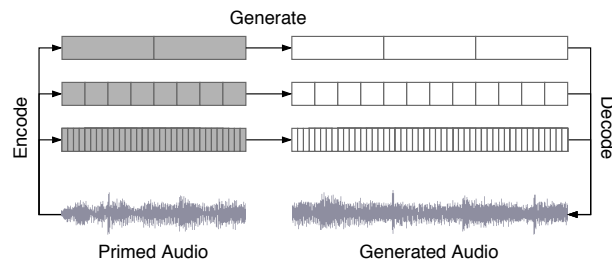 Generate
Encode
Decode
Primed Audio
Generated Audio